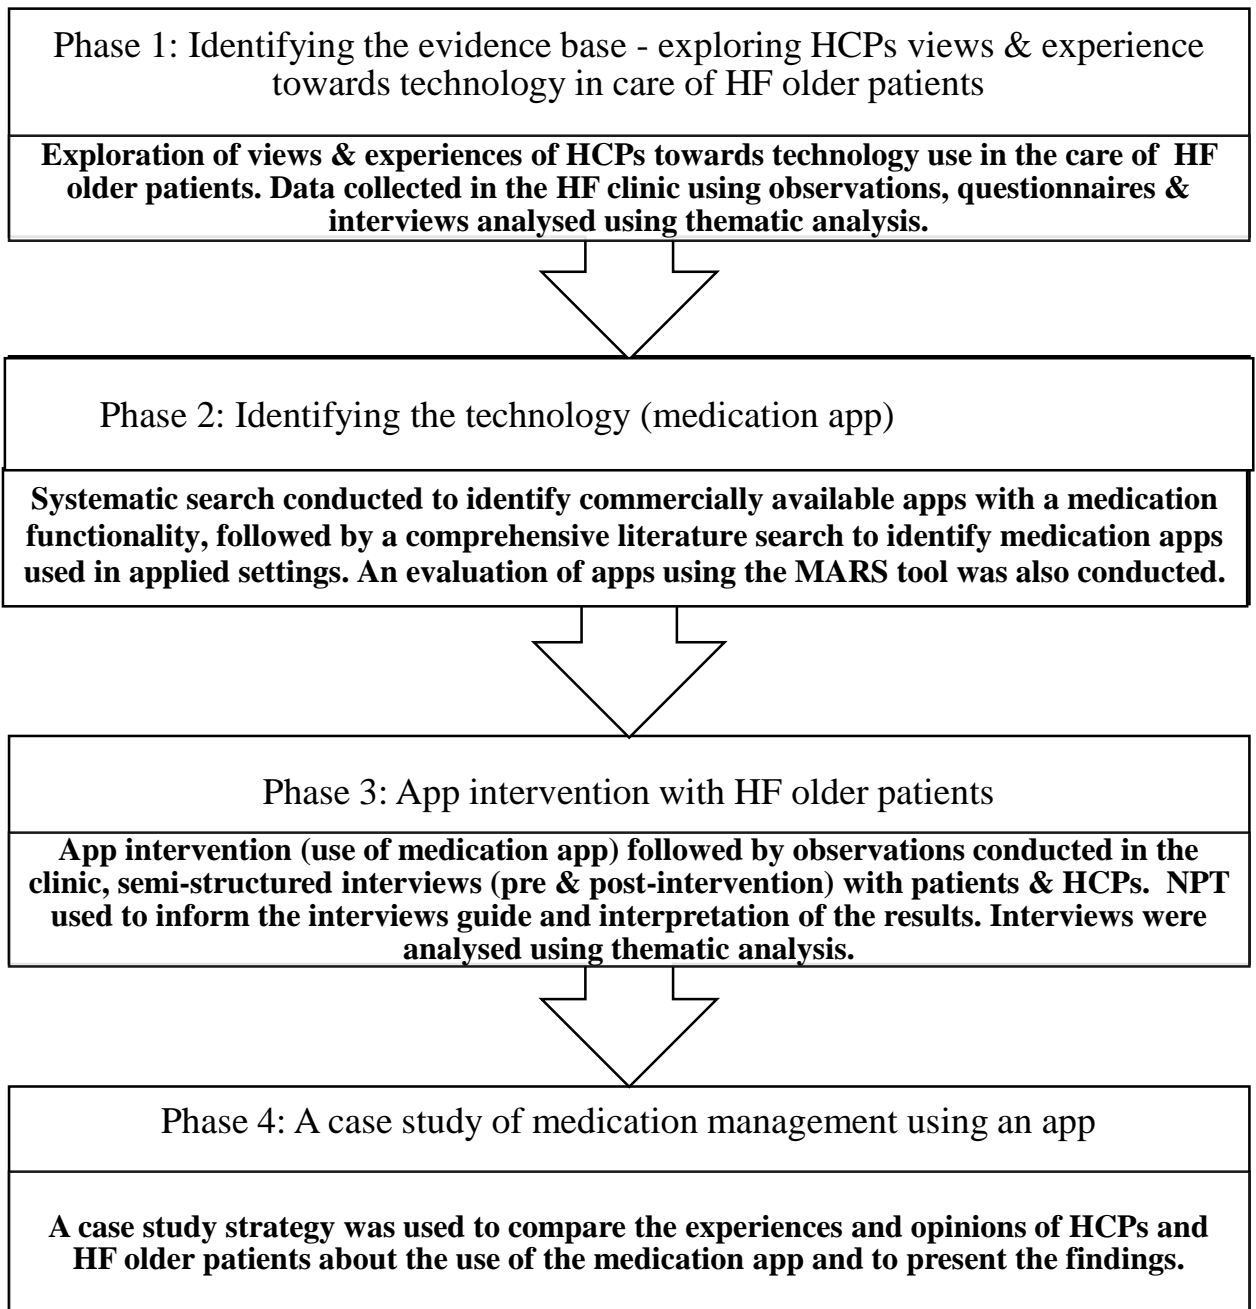 Phase 1: Identifying the evidence base - exploring HCPs views & experience
towards technology in care of HF older patients
Exploration of views & experiences of HCPs towards technology use in the care of HF
older patients. Data collected in the HF clinic using observations, questionnaires &
interviews analysed using thematic analysis.
Phase 2: Identifying the technology (medication app)
Systematic search conducted to identify commercially available apps with a medication
functionality, followed by a comprehensive literature search to identify medication apps
used in applied settings. An evaluation of apps using the MARS tool was also conducted.
Phase 3: App intervention with HF older patients
App intervention (use of medication app) followed by observations conducted in the
clinic, semi-structured interviews (pre & post-intervention) with patients & HCPs. NPT
used to inform the interviews guide and interpretation of the results. Interviews were
analysed using thematic analysis.
Phase 4: A case study of medication management using an app
A case study strategy was used to compare the experiences and opinions of HCPs and
HF older patients about the use of the medication app and to present the findings.